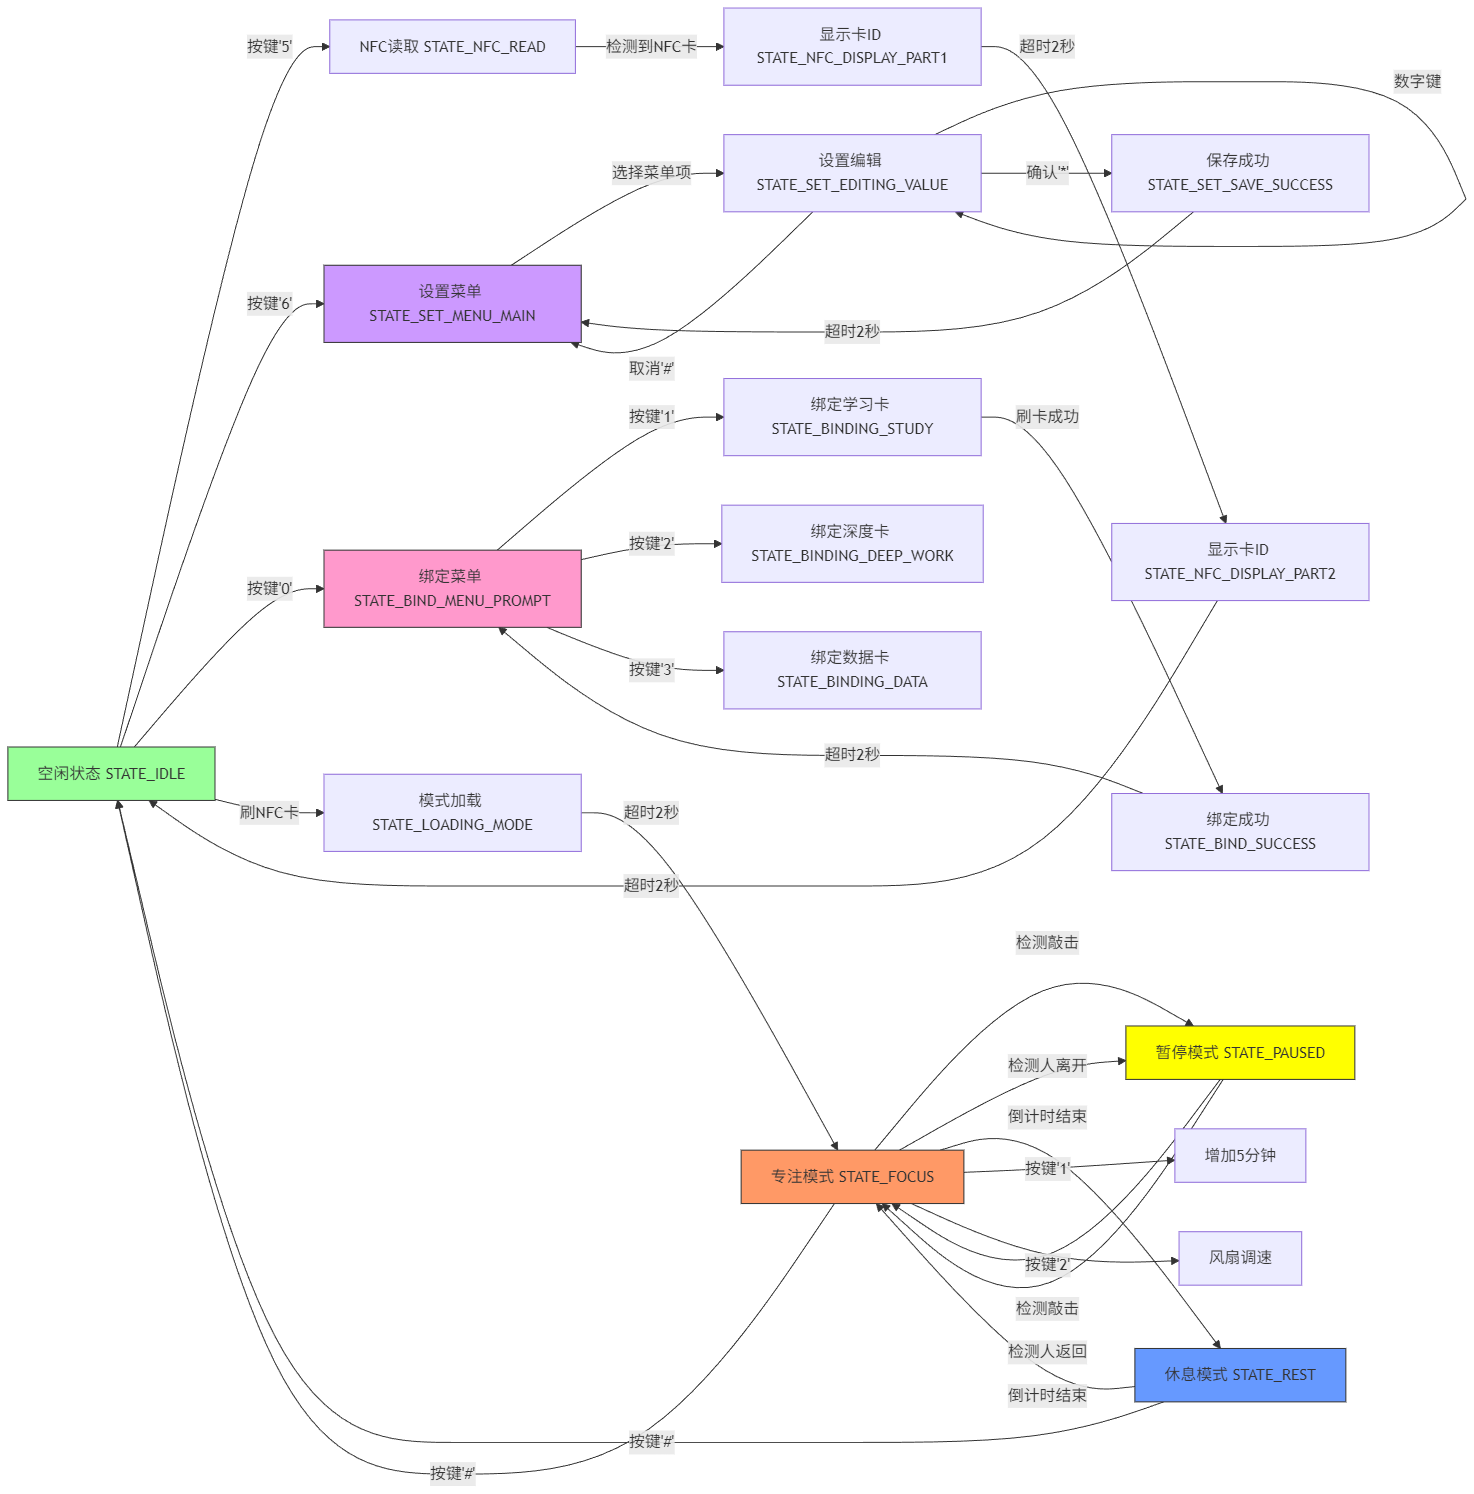 按键'5'
NFC读取 STATE_NFC_READ
检测到NFC卡
显示卡ID
STATE_NFC_DISPLAY_PART1
超时2秒
数字键
选择菜单项
设置编辑
STATE_SET_EDITING_VALUE
确认'*'
保存成功
STATE_SET_SAVE_SUCCESS
按键'6'
设置菜单
STATE_SET_MENU_MAIN
超时2秒
取消'#'
按键'1'
绑定学习卡
STATE_BINDING_STUDY
刷卡成功
按键'2'
绑定深度卡
STATE_BINDING_DEEP_WORK
显示卡ID
STATE_NFC_DISPLAY_PART2
按键'0'
绑定菜单
STATE_BIND_MENU_PROMPT
按键'3'
绑定数据卡
STATE_BINDING_DATA
超时2秒
空闲状态 STATE_IDLE
刷NFC卡
模式加载
STATE_LOADING_MODE
超时2秒
绑定成功
STATE_BIND_SUCCESS
超时2秒
检测敲击
暂停模式 STATE_PAUSED
检测人离开
倒计时结束
增加5分钟
按键'1'
专注模式 STATE_FOCUS
风扇调速
按键'2'
检测敲击
检测人返回
休息模式 STATE_REST
倒计时结束
按键'#'
按键'#'